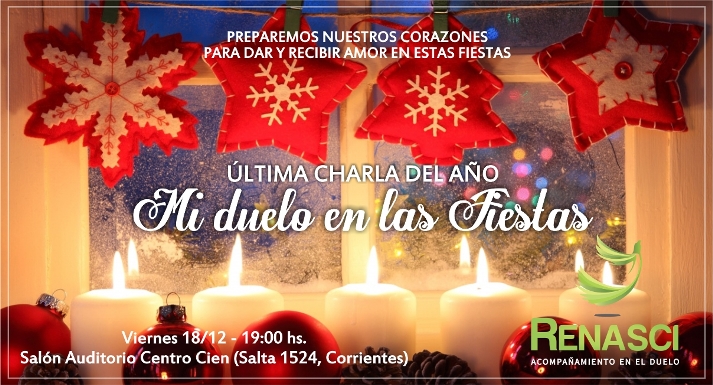 PREPAREMOS NUESTROS CORAZONES
PARA DAR Y RECIBIR AMOR EN ESTAS FIESTAS
ÚLTIMA CHARLA DEL AÑO
Mi duelo en las Fiestas
Viernes 18/12 - 19:00 hs.
Salón Auditorio Centro Cien (Salta 1524, Corrientes)
RENASCI
ACOMPAÑAMIENTO EN EL DUELO